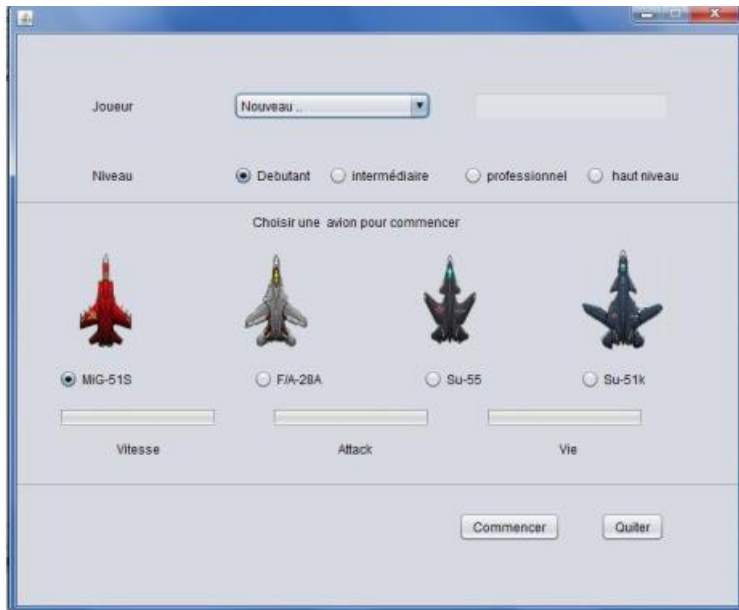 Joueur Nouveau ..
Niveau Debutant intermédiaire professionnel haut niveau
Choisir une avion pour commencer
MiG-51S F/A-28A Su-55 Su-51k
Vitesse Attack Vie
Commencer Quiter